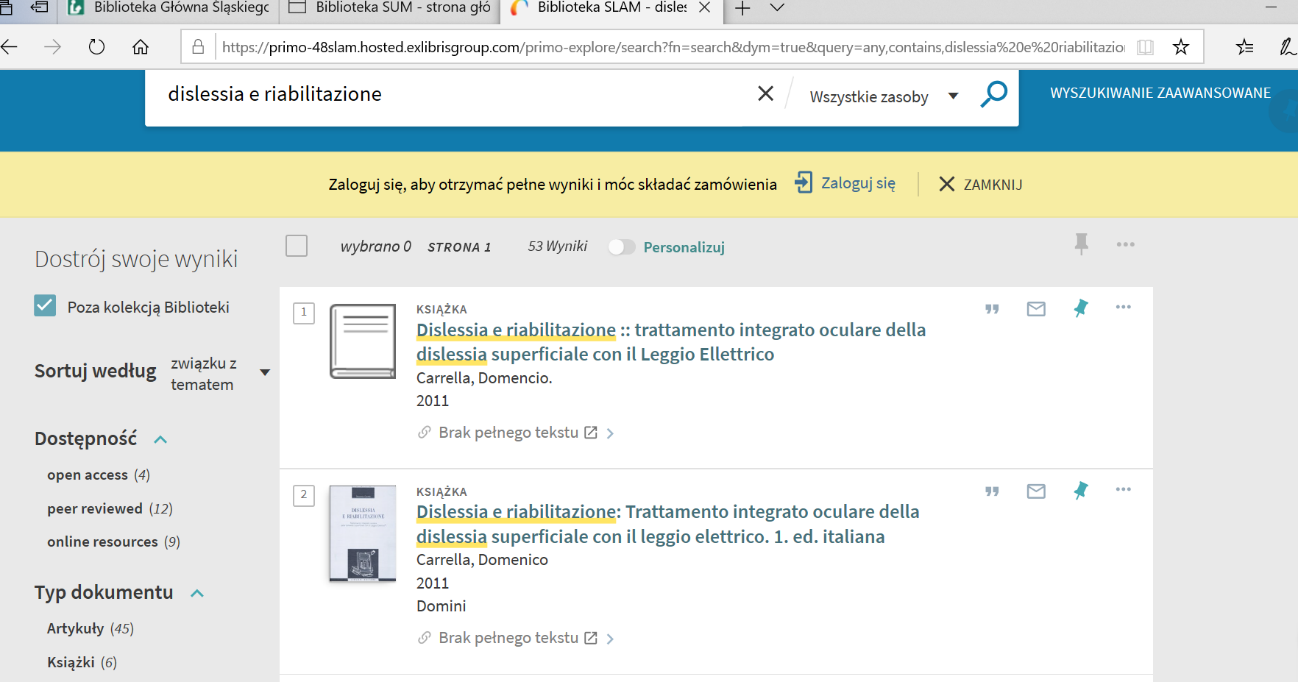 Biblioteka Główna Śląskiego
Biblioteka SUM - strona głó
Biblioteka SLAM - disles
https://primo-48slam.hosted.exlibrisgroup.com/primo-explore/search?fn=search&dym=true&query=any,contains,dislessia%20e%20riabilitazio
dislessia e riabilitazione
Wszystkie zasoby
WYSZUKIWANIE ZAAWANSOWANE
Zaloguj się, aby otrzymać pełne wyniki i móc składać zamówienia
Zaloguj się
ZAMKNIJ
Dostrój swoje wyniki
Poza kolekcją Biblioteki
Sortuj według
związku z
tematem
Dostępność
open access (4)
peer reviewed (12)
online resources (9)
Typ dokumentu
Artykuły (45)
Książki (6)
wybrano 0 STRONA 1 53 Wyniki Personalizuj
1
KSIĄŻKA
Dislessia e riabilitazione :: trattamento integrato oculare della
dislessia superficiale con il Leggio Ellettrico
Carrella, Domencio.
2011
Brak pełnego tekstu
2
DISLESSIA
E RIABILITAZIONE
KSIĄŻKA
Dislessia e riabilitazione: Trattamento integrato oculare della
dislessia superficiale con il leggio elettrico. 1. ed. italiana
Carrella, Domenico
2011
Domini
Brak pełnego tekstu